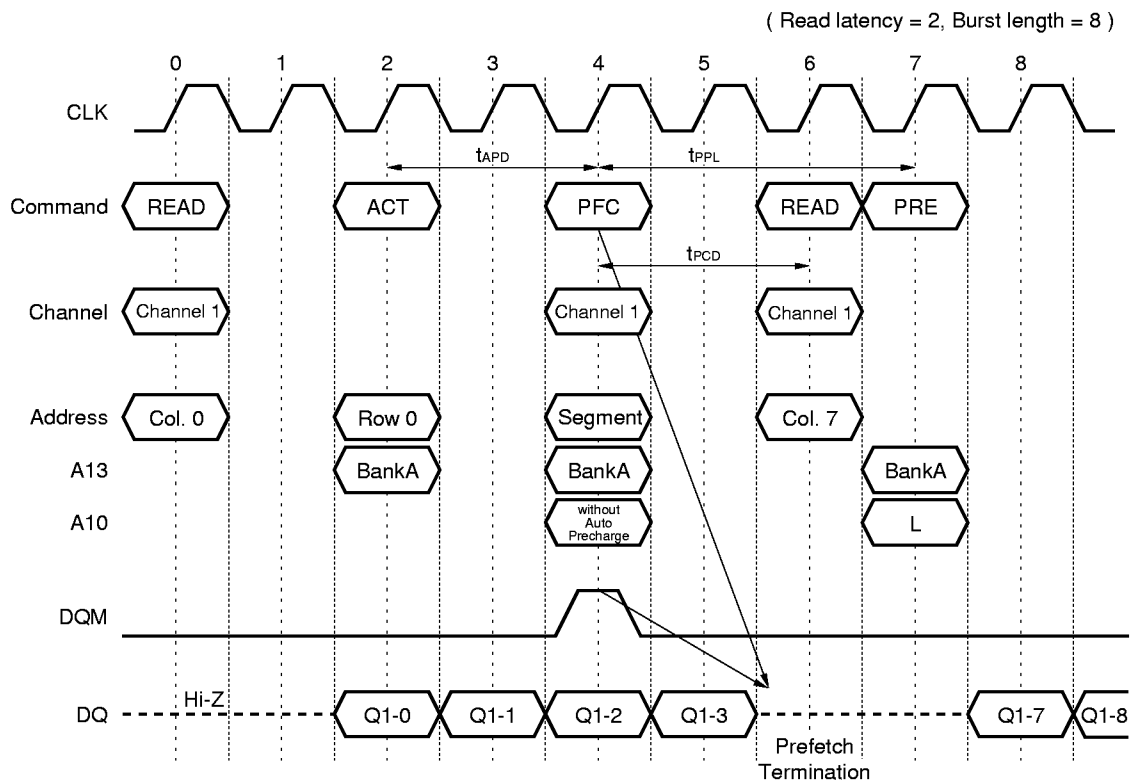 ( Read latency = 2, Burst length = 8 )
0 1 2 3 4 5 6 7 8
CLK
tAPD tPPL
Command READ ACT PFC READ PRE
tPCD
Channel Channel 1 Channel 1 Channel 1
Address Col. 0 Row 0 Segment Col. 7
A13 BankA BankA BankA
A10 without Auto Precharge L
DQM
Hi-Z
DQ Q1-0 Q1-1 Q1-2 Q1-3 Q1-7 Q1-8
Prefetch
Termination